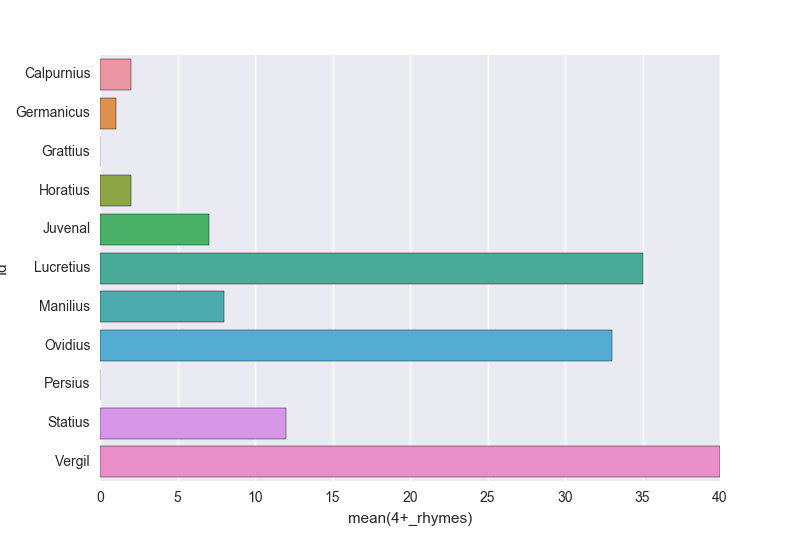 Calpurnius
Germanicus
Grattius
Horatius
Juvenal
Lucretius
Manilius
Ovidius
Persius
Statius
Vergil
0 5 10 15 20 25 30 35 40
mean(4+_rhymes)